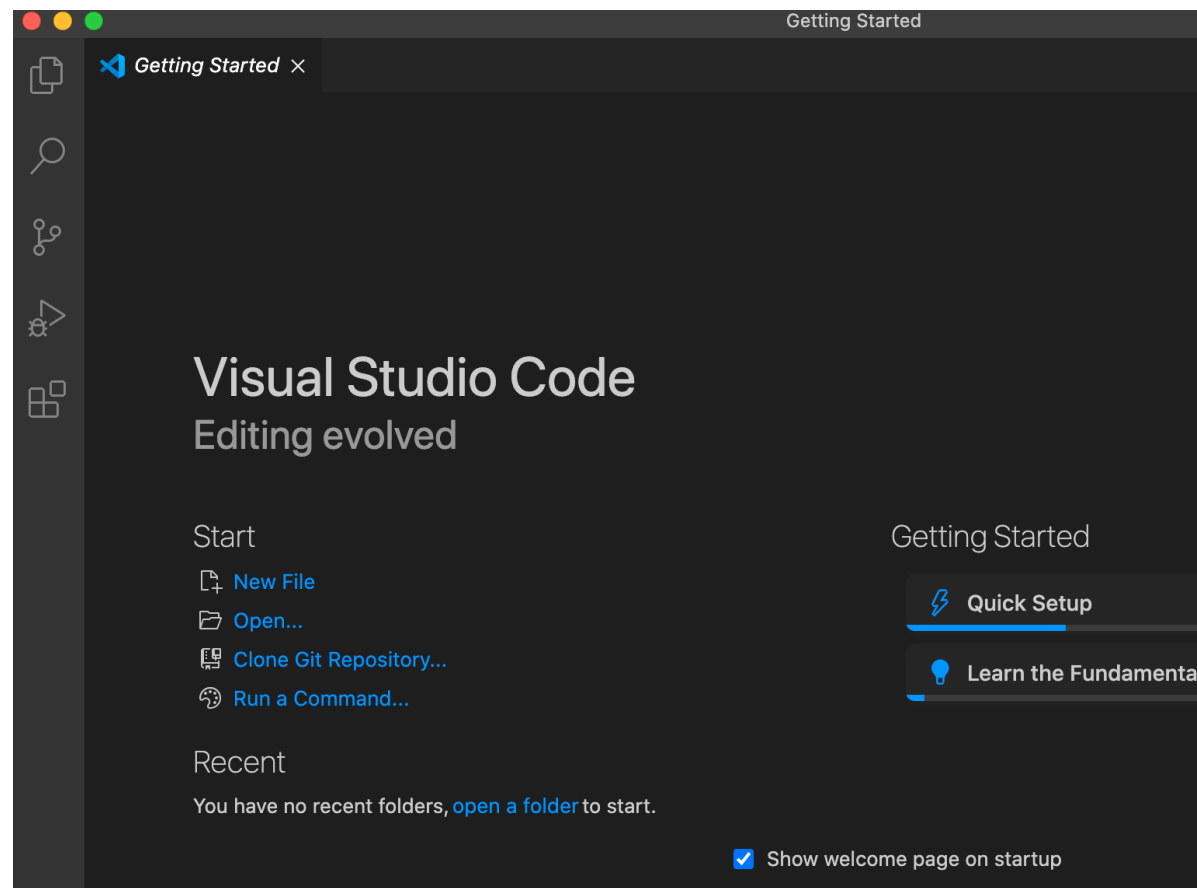 Getting Started
Getting Started
Visual Studio Code
Editing evolved
Start
New File
Open...
Clone Git Repository...
Run a Command...
Recent
You have no recent folders, open a folder to start.
Getting Started
Quick Setup
Learn the Fundamenta
Show welcome page on startup